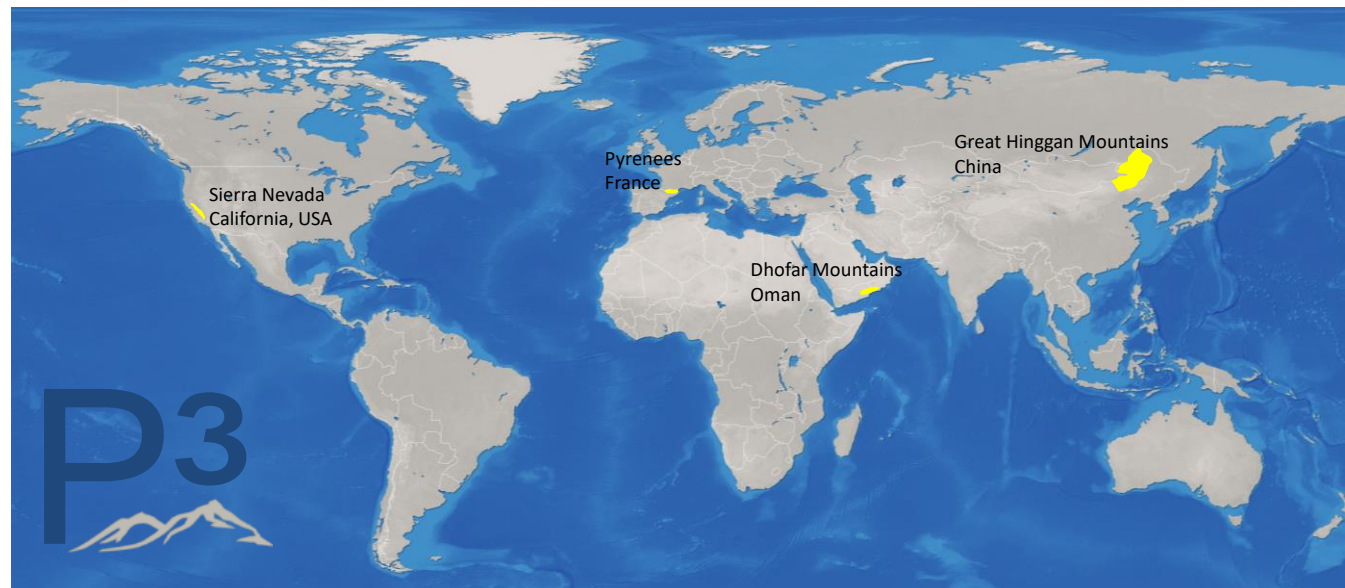 Great Hinggan Mountains
China
Pyrenees
France
Sierra Nevada
California, USA
Dhofar Mountains
Oman
P³